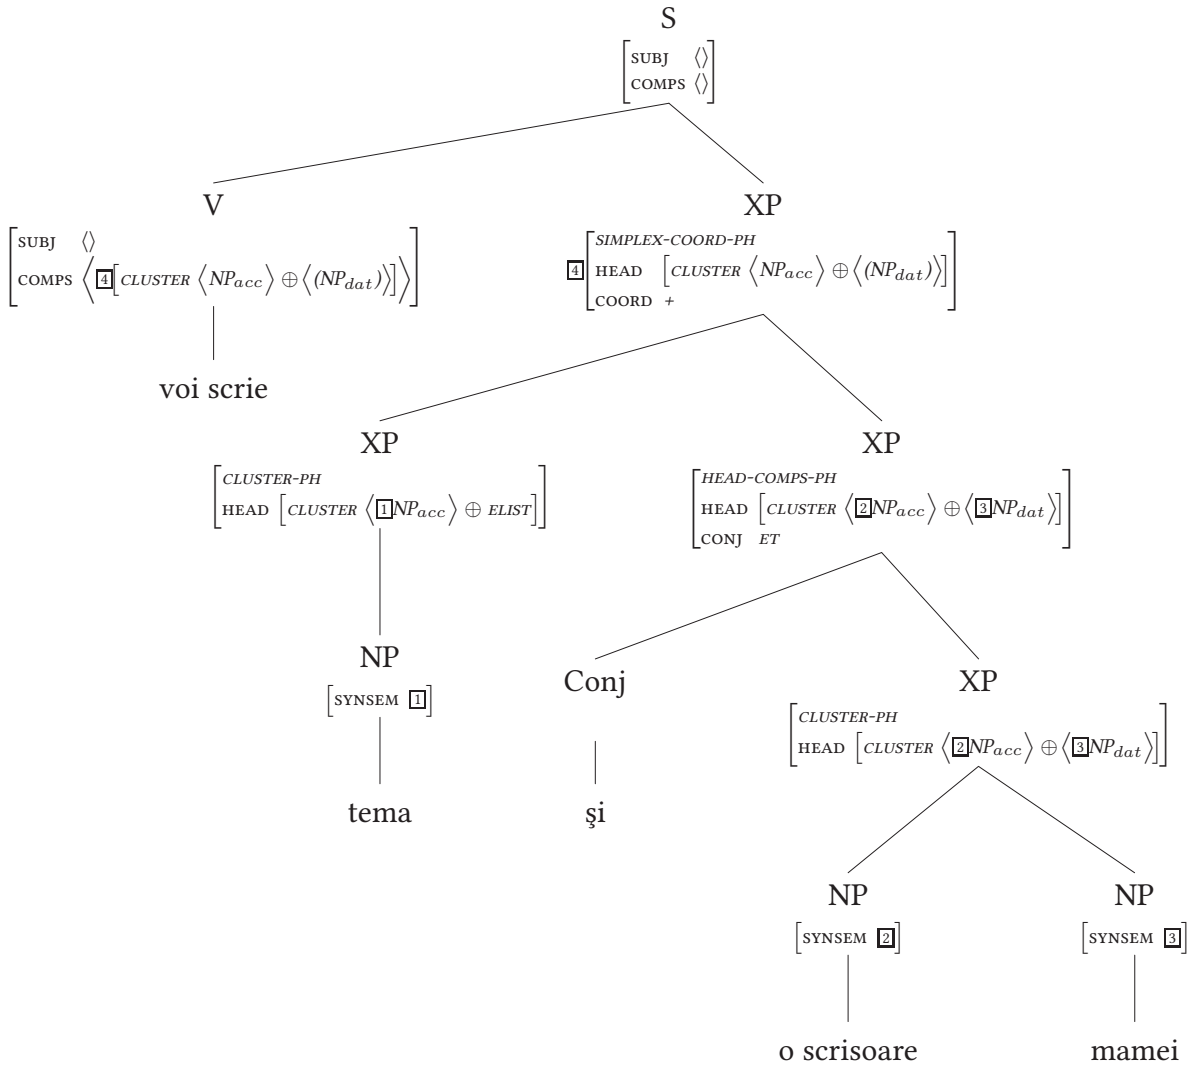 S
SUBJ ⟨⟩
COMPS ⟨⟩
V
XP
SUBJ ⟨⟩
COMPS ⟨ 4 [CLUSTER ⟨NPacc⟩ ⊕ ⟨(NPdat)⟩]⟩
4
SIMPLEX-COORD-PH
HEAD [CLUSTER ⟨NPacc⟩ ⊕ ⟨(NPdat)⟩]
COORD +
voi scrie
XP
XP
CLUSTER-PH
HEAD [CLUSTER ⟨ 1 NPacc⟩ ⊕ ELIST]
HEAD-COMPS-PH
HEAD [CLUSTER ⟨ 2 NPacc⟩ ⊕ ⟨ 3 NPdat⟩]
CONJ ET
NP
[SYNSEM 1]
Conj
XP
CLUSTER-PH
HEAD [CLUSTER ⟨ 2 NPacc⟩ ⊕ ⟨ 3 NPdat⟩]
tema
şi
NP
NP
[SYNSEM 2]
[SYNSEM 3]
o scrisoare
mamei